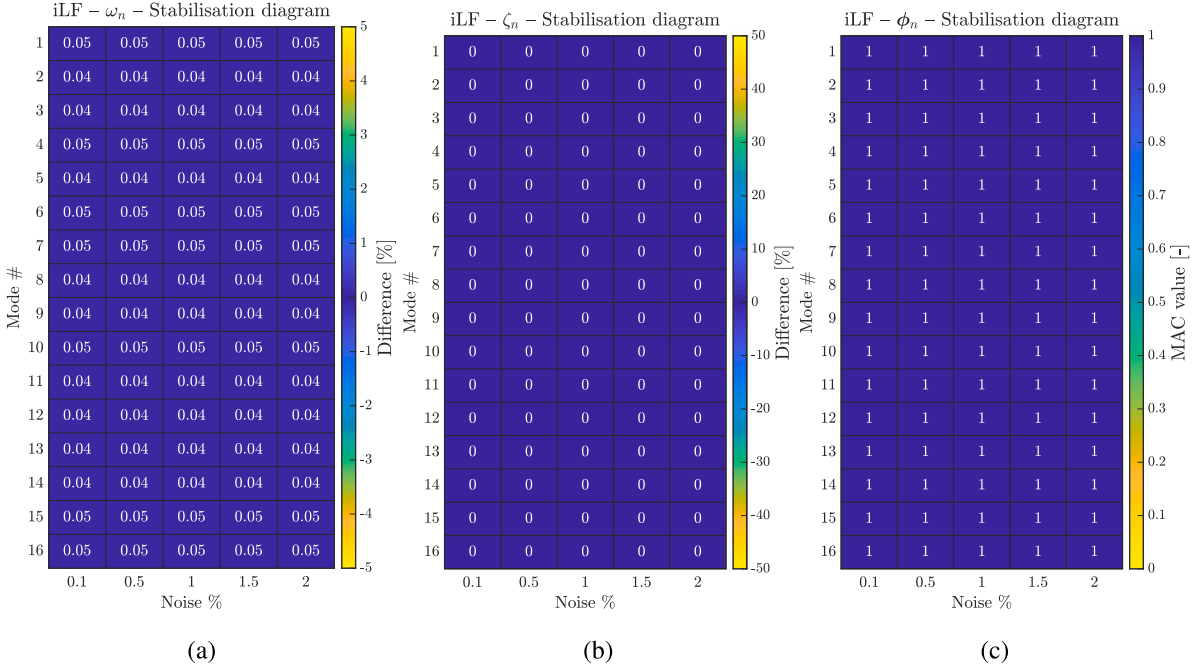 iLF – ωn – Stabilisation diagram
1 0.05 0.05 0.05 0.05 0.05
2 0.04 0.04 0.04 0.04 0.04
3 0.04 0.04 0.04 0.04 0.04
4 0.05 0.05 0.05 0.05 0.05
5 0.04 0.04 0.04 0.04 0.04
6 0.05 0.05 0.05 0.05 0.05
7 0.05 0.05 0.05 0.05 0.05
8 0.04 0.04 0.04 0.04 0.04
9 0.04 0.04 0.04 0.04 0.04
10 0.05 0.05 0.05 0.05 0.05
11 0.04 0.04 0.04 0.04 0.04
12 0.04 0.04 0.04 0.04 0.04
13 0.04 0.04 0.04 0.04 0.04
14 0.04 0.04 0.04 0.04 0.04
15 0.05 0.05 0.05 0.05 0.05
16 0.05 0.05 0.05 0.05 0.05
0.1 0.5 1 1.5 2
Noise %
Mode #
5
4
3
2
1
0
-1
-2
-3
-4
-5
Difference [%]
(a)
iLF – ζn – Stabilisation diagram
1 0 0 0 0 0
2 0 0 0 0 0
3 0 0 0 0 0
4 0 0 0 0 0
5 0 0 0 0 0
6 0 0 0 0 0
7 0 0 0 0 0
8 0 0 0 0 0
9 0 0 0 0 0
10 0 0 0 0 0
11 0 0 0 0 0
12 0 0 0 0 0
13 0 0 0 0 0
14 0 0 0 0 0
15 0 0 0 0 0
16 0 0 0 0 0
0.1 0.5 1 1.5 2
Noise %
Mode #
50
40
30
20
10
0
-10
-20
-30
-40
-50
Difference [%]
(b)
iLF – ϕn – Stabilisation diagram
1 1 1 1 1 1
2 1 1 1 1 1
3 1 1 1 1 1
4 1 1 1 1 1
5 1 1 1 1 1
6 1 1 1 1 1
7 1 1 1 1 1
8 1 1 1 1 1
9 1 1 1 1 1
10 1 1 1 1 1
11 1 1 1 1 1
12 1 1 1 1 1
13 1 1 1 1 1
14 1 1 1 1 1
15 1 1 1 1 1
16 1 1 1 1 1
0.1 0.5 1 1.5 2
Noise %
Mode #
1
0.9
0.8
0.7
0.6
0.5
0.4
0.3
0.2
0.1
0
MAC value [-]
(c)